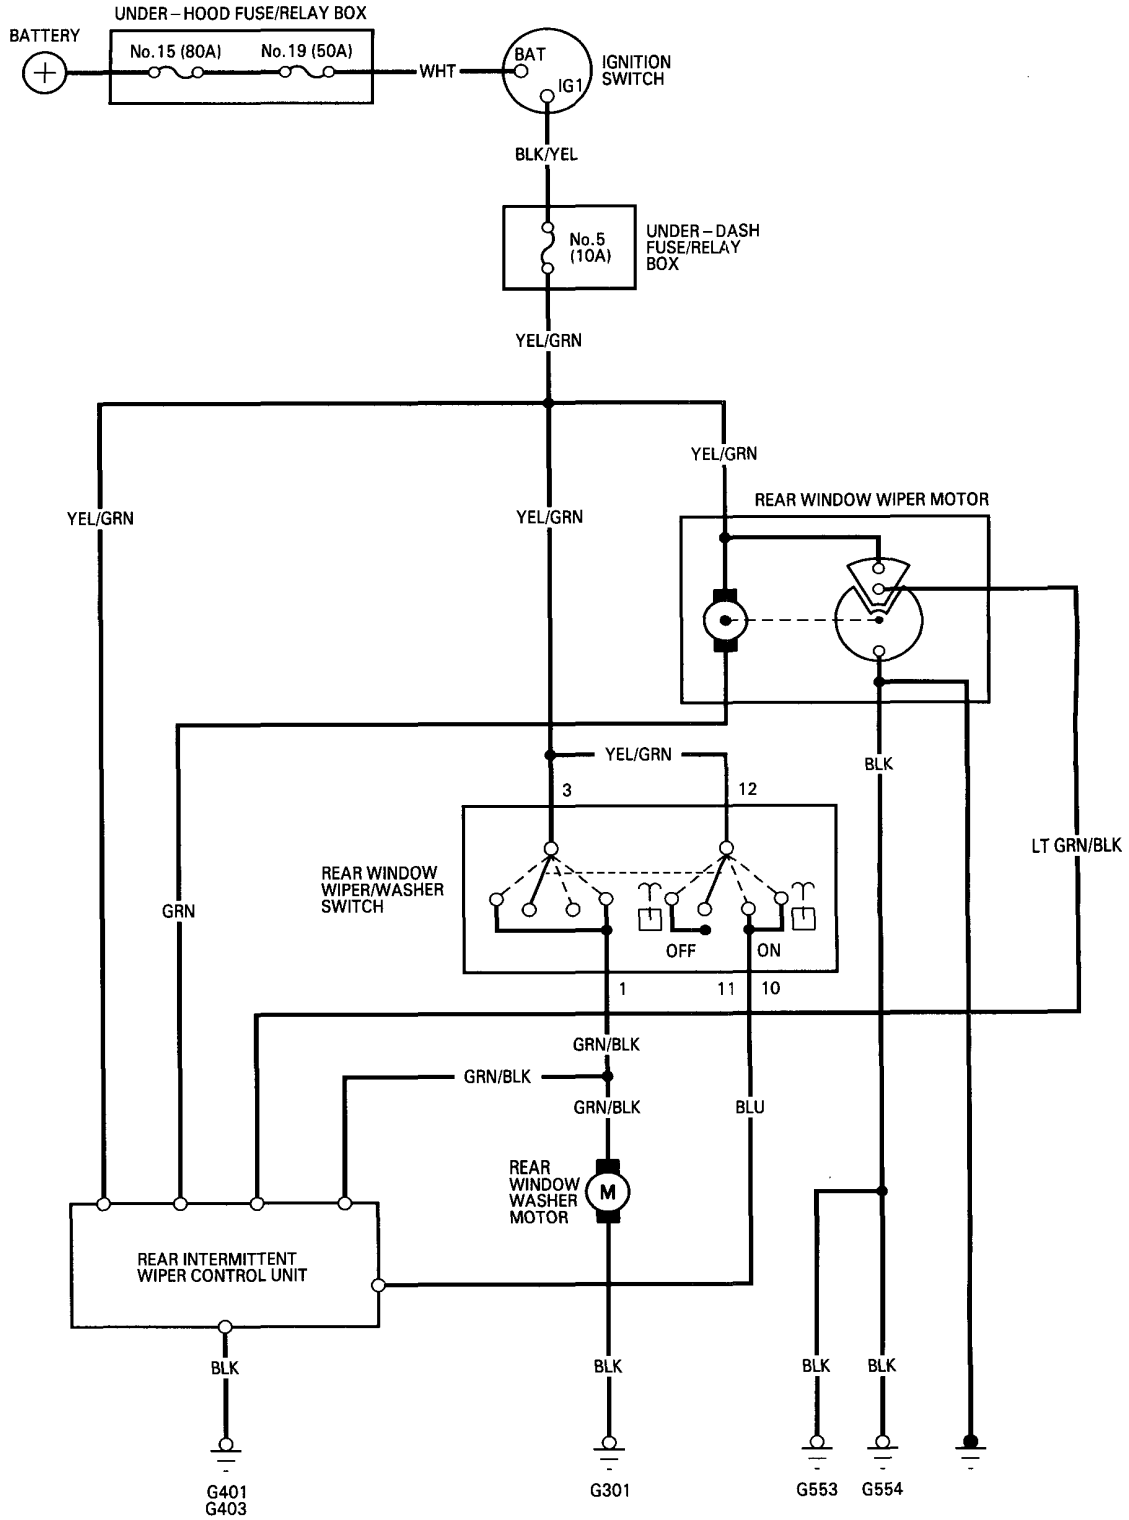 UNDER-HOOD FUSE/RELAY BOX
BATTERY
No.15 (80A)
No.19 (50A)
WHT
BAT
IG1
IGNITION
SWITCH
BLK/YEL
No.5
(10A)
UNDER-DASH
FUSE/RELAY
BOX
YEL/GRN
YEL/GRN
REAR WINDOW WIPER MOTOR
YEL/GRN
YEL/GRN
YEL/GRN
BLK
3
12
LT GRN/BLK
REAR WINDOW
WIPER/WASHER
SWITCH
GRN
OFF
ON
1
11
10
GRN/BLK
GRN/BLK
GRN/BLK
BLU
REAR
WINDOW
WASHER
MOTOR
M
REAR INTERMITTENT
WIPER CONTROL UNIT
BLK
BLK
BLK
BLK
G401
G403
G301
G553
G554